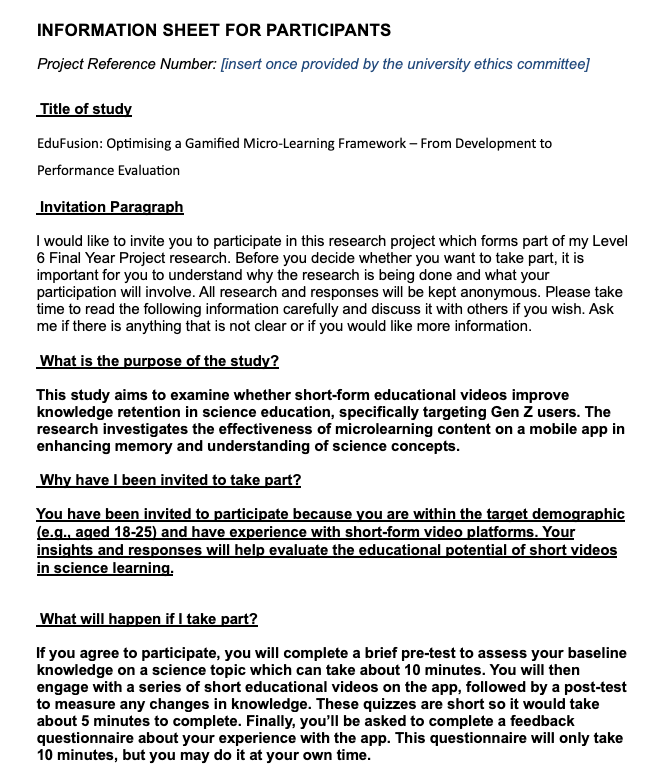 INFORMATION SHEET FOR PARTICIPANTS
Project Reference Number: [insert once provided by the university ethics committee]
Title of study
EduFusion: Optimising a Gamified Micro-Learning Framework – From Development to
Performance Evaluation
Invitation Paragraph
I would like to invite you to participate in this research project which forms part of my Level
6 Final Year Project research. Before you decide whether you want to take part, it is
important for you to understand why the research is being done and what your
participation will involve. All research and responses will be kept anonymous. Please take
time to read the following information carefully and discuss it with others if you wish. Ask
me if there is anything that is not clear or if you would like more information.
What is the purpose of the study?
This study aims to examine whether short-form educational videos improve
knowledge retention in science education, specifically targeting Gen Z users. The
research investigates the effectiveness of microlearning content on a mobile app in
enhancing memory and understanding of science concepts.
Why have I been invited to take part?
You have been invited to participate because you are within the target demographic
(e.g., aged 18-25) and have experience with short-form video platforms. Your
insights and responses will help evaluate the educational potential of short videos
in science learning.
What will happen if I take part?
If you agree to participate, you will complete a brief pre-test to assess your baseline
knowledge on a science topic which can take about 10 minutes. You will then
engage with a series of short educational videos on the app, followed by a post-test
to measure any changes in knowledge. These quizzes are short so it would take
about 5 minutes to complete. Finally, you’ll be asked to complete a feedback
questionnaire about your experience with the app. This questionnaire will only take
10 minutes, but you may do it at your own time.